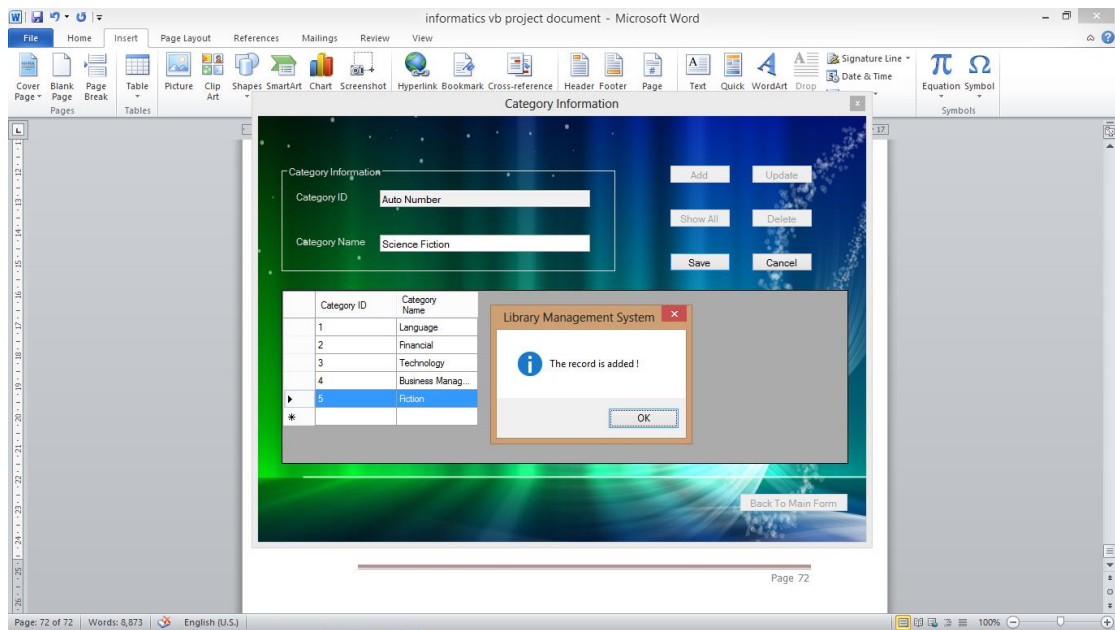 informatics vb project document - Microsoft Word
File Home Insert Page Layout References Mailings Review View
Cover Page
Blank Page
Page Break
Table
Picture
Clip Art
Shapes
SmartArt
Chart
Screenshot
Hyperlink
Bookmark
Cross-reference
Header
Footer
Page
Text
Quick
WordArt
Drop
Signature Line
Date & Time
Equation
Symbol
Pages
Tables
Symbols
Category Information
Category Information
Category ID Auto Number
Category Name Science Fiction
Add Update
Show All Delete
Save Cancel
Category ID Category Name
1 Language
2 Financial
3 Technology
4 Business Manag...
5 Fiction
Library Management System
The record is added !
OK
Back To Main Form
Page 72
Page: 72 of 72 Words: 8,873 English (U.S.) 100%